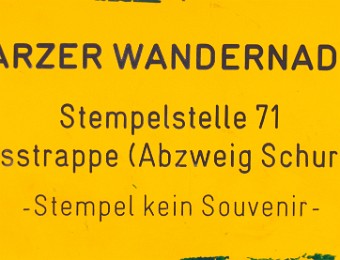 ARZER WANDERNAD
Stempelstelle 71
sstrappe (Abzweig Schur
-Stempel kein Souvenir-